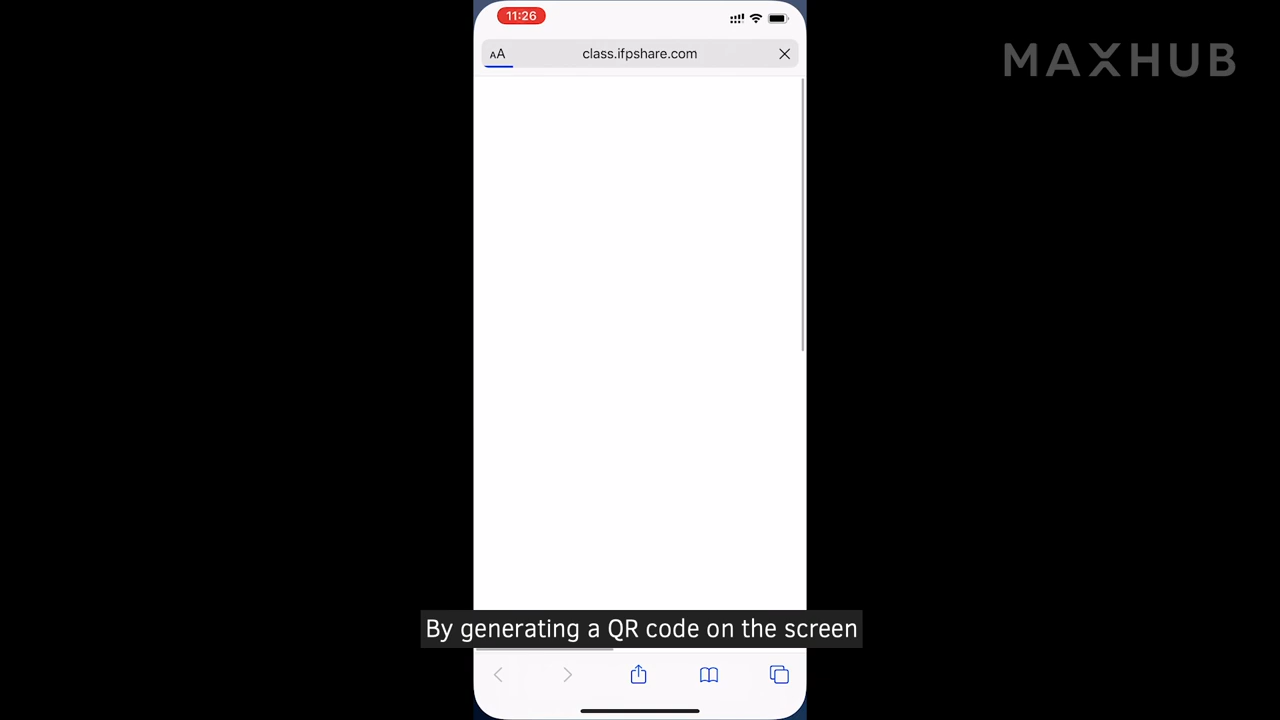 11:26
AA
class.ifpshare.com
MAXHUB
By generating a QR code on the screen